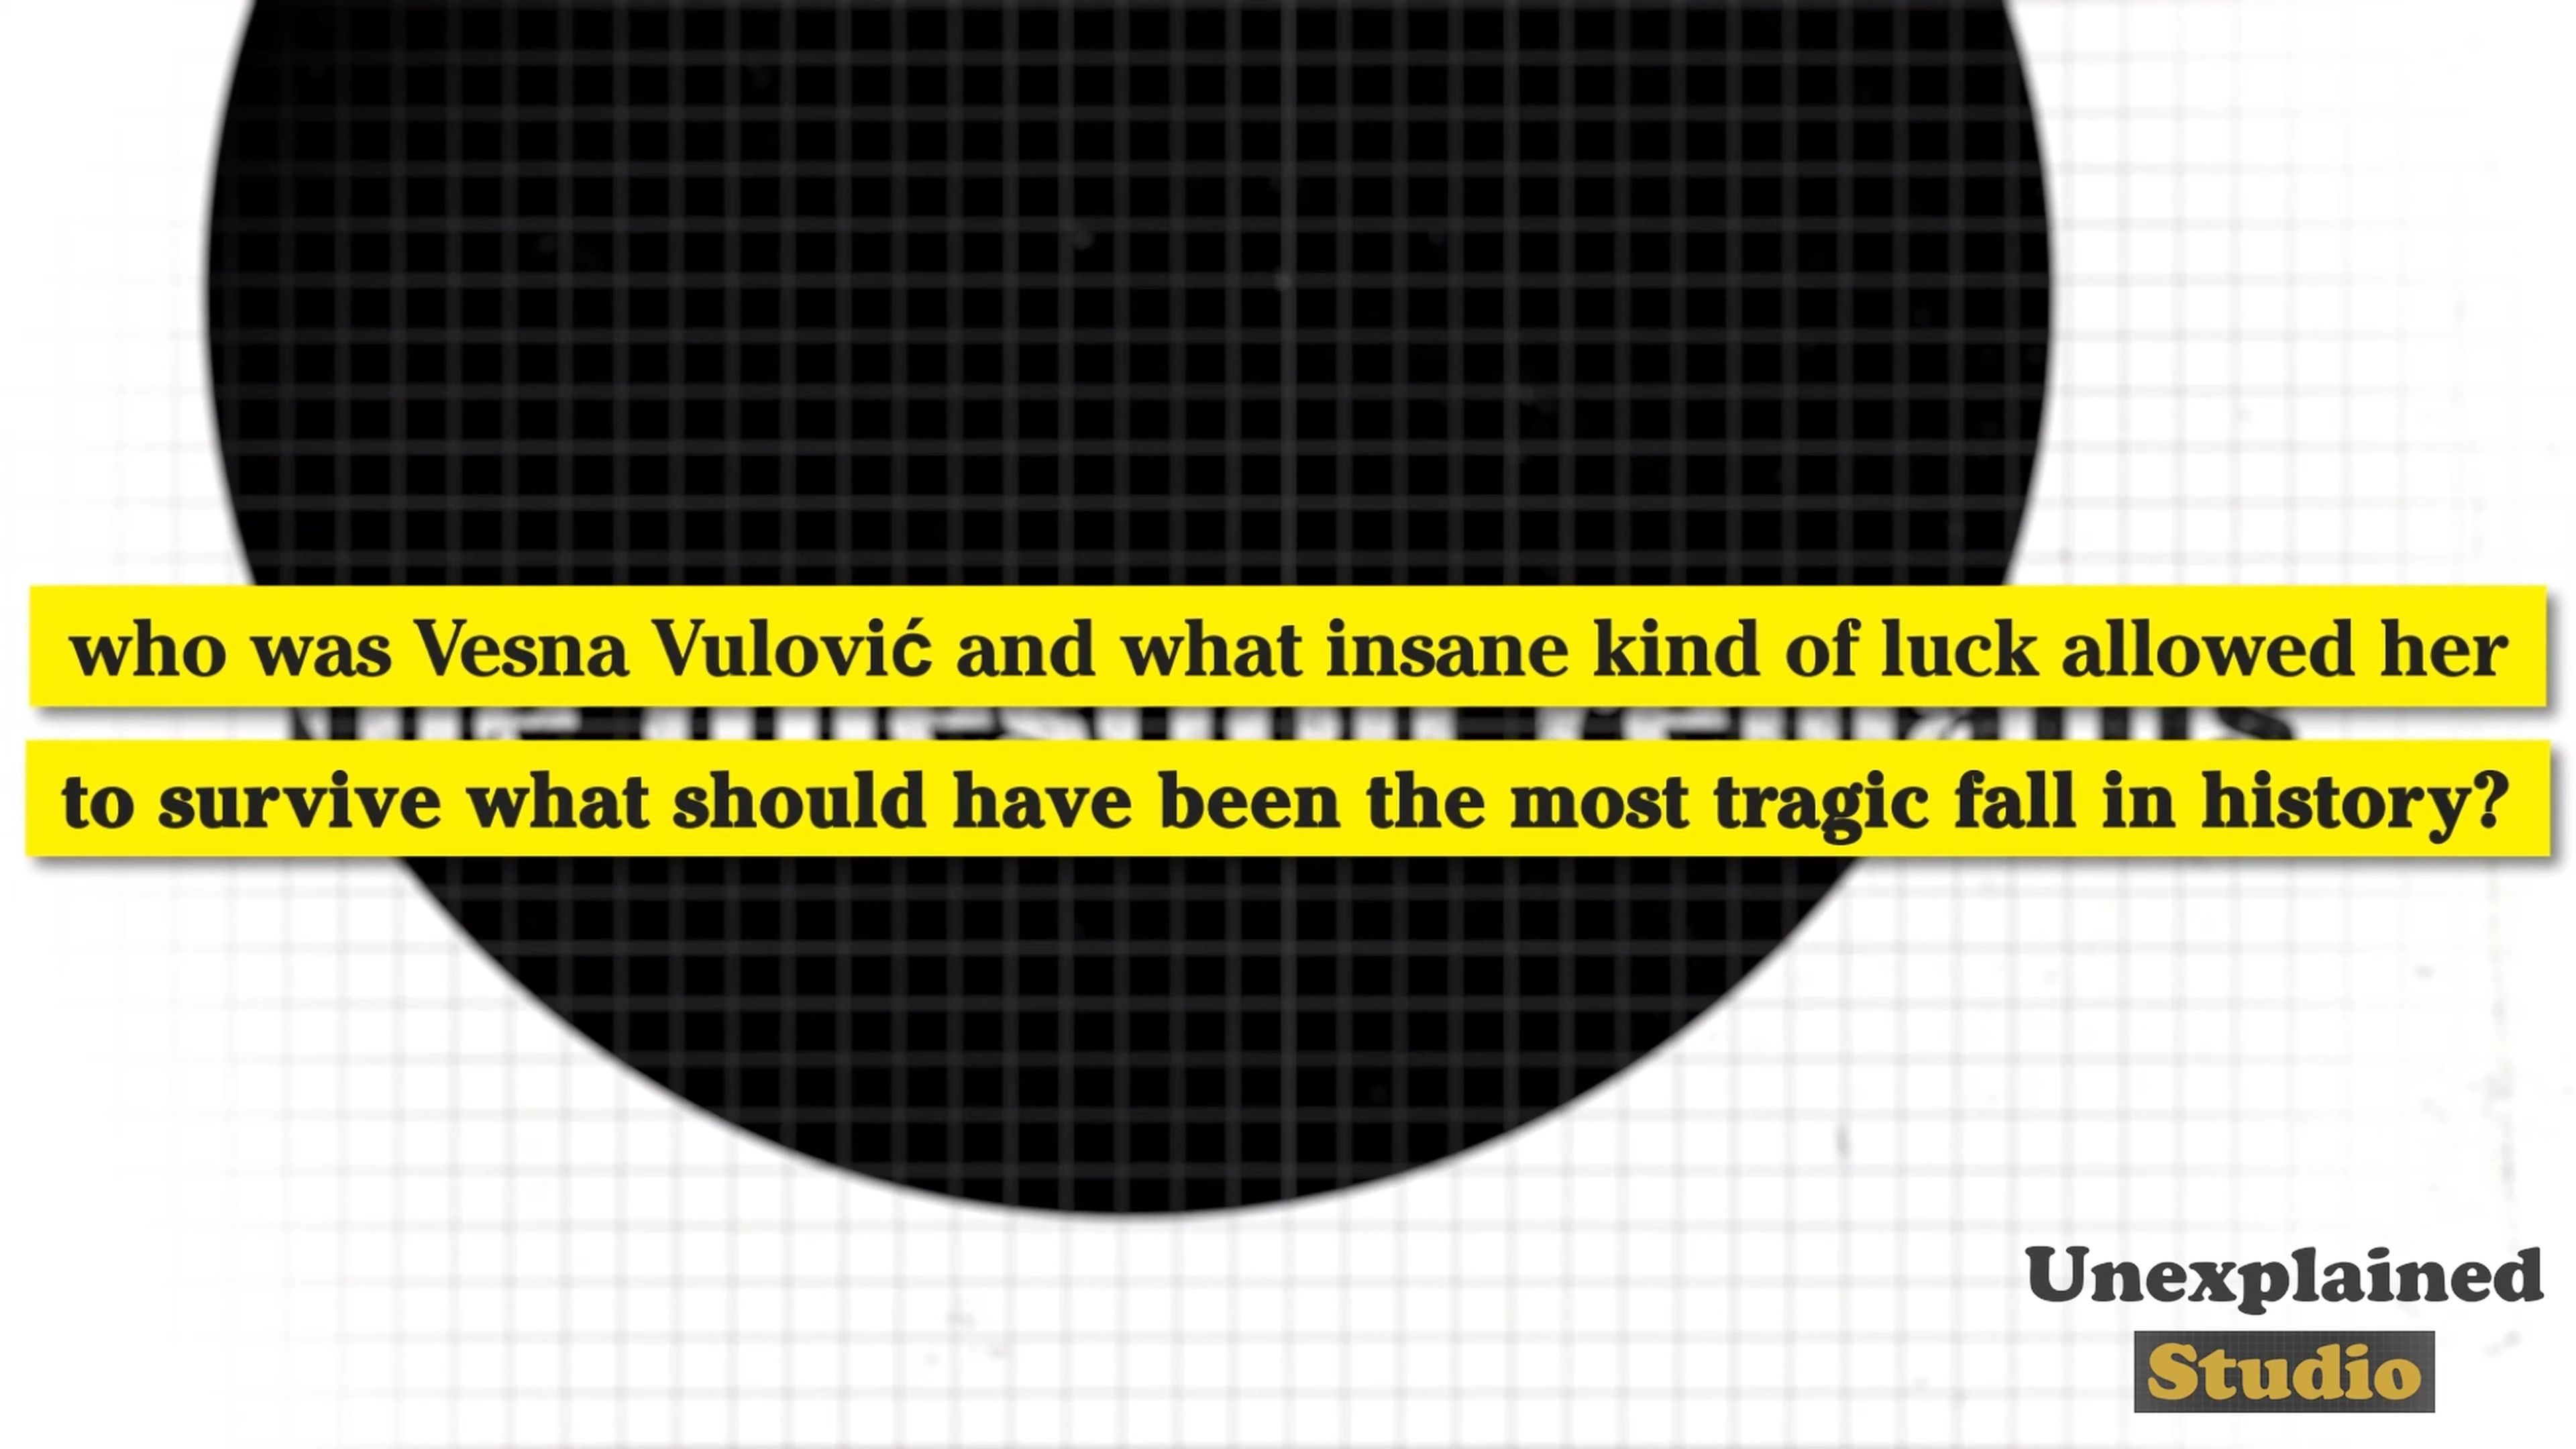 who was Vesna Vulović and what insane kind of luck allowed her
to survive what should have been the most tragic fall in history?
Unexplained
Studio